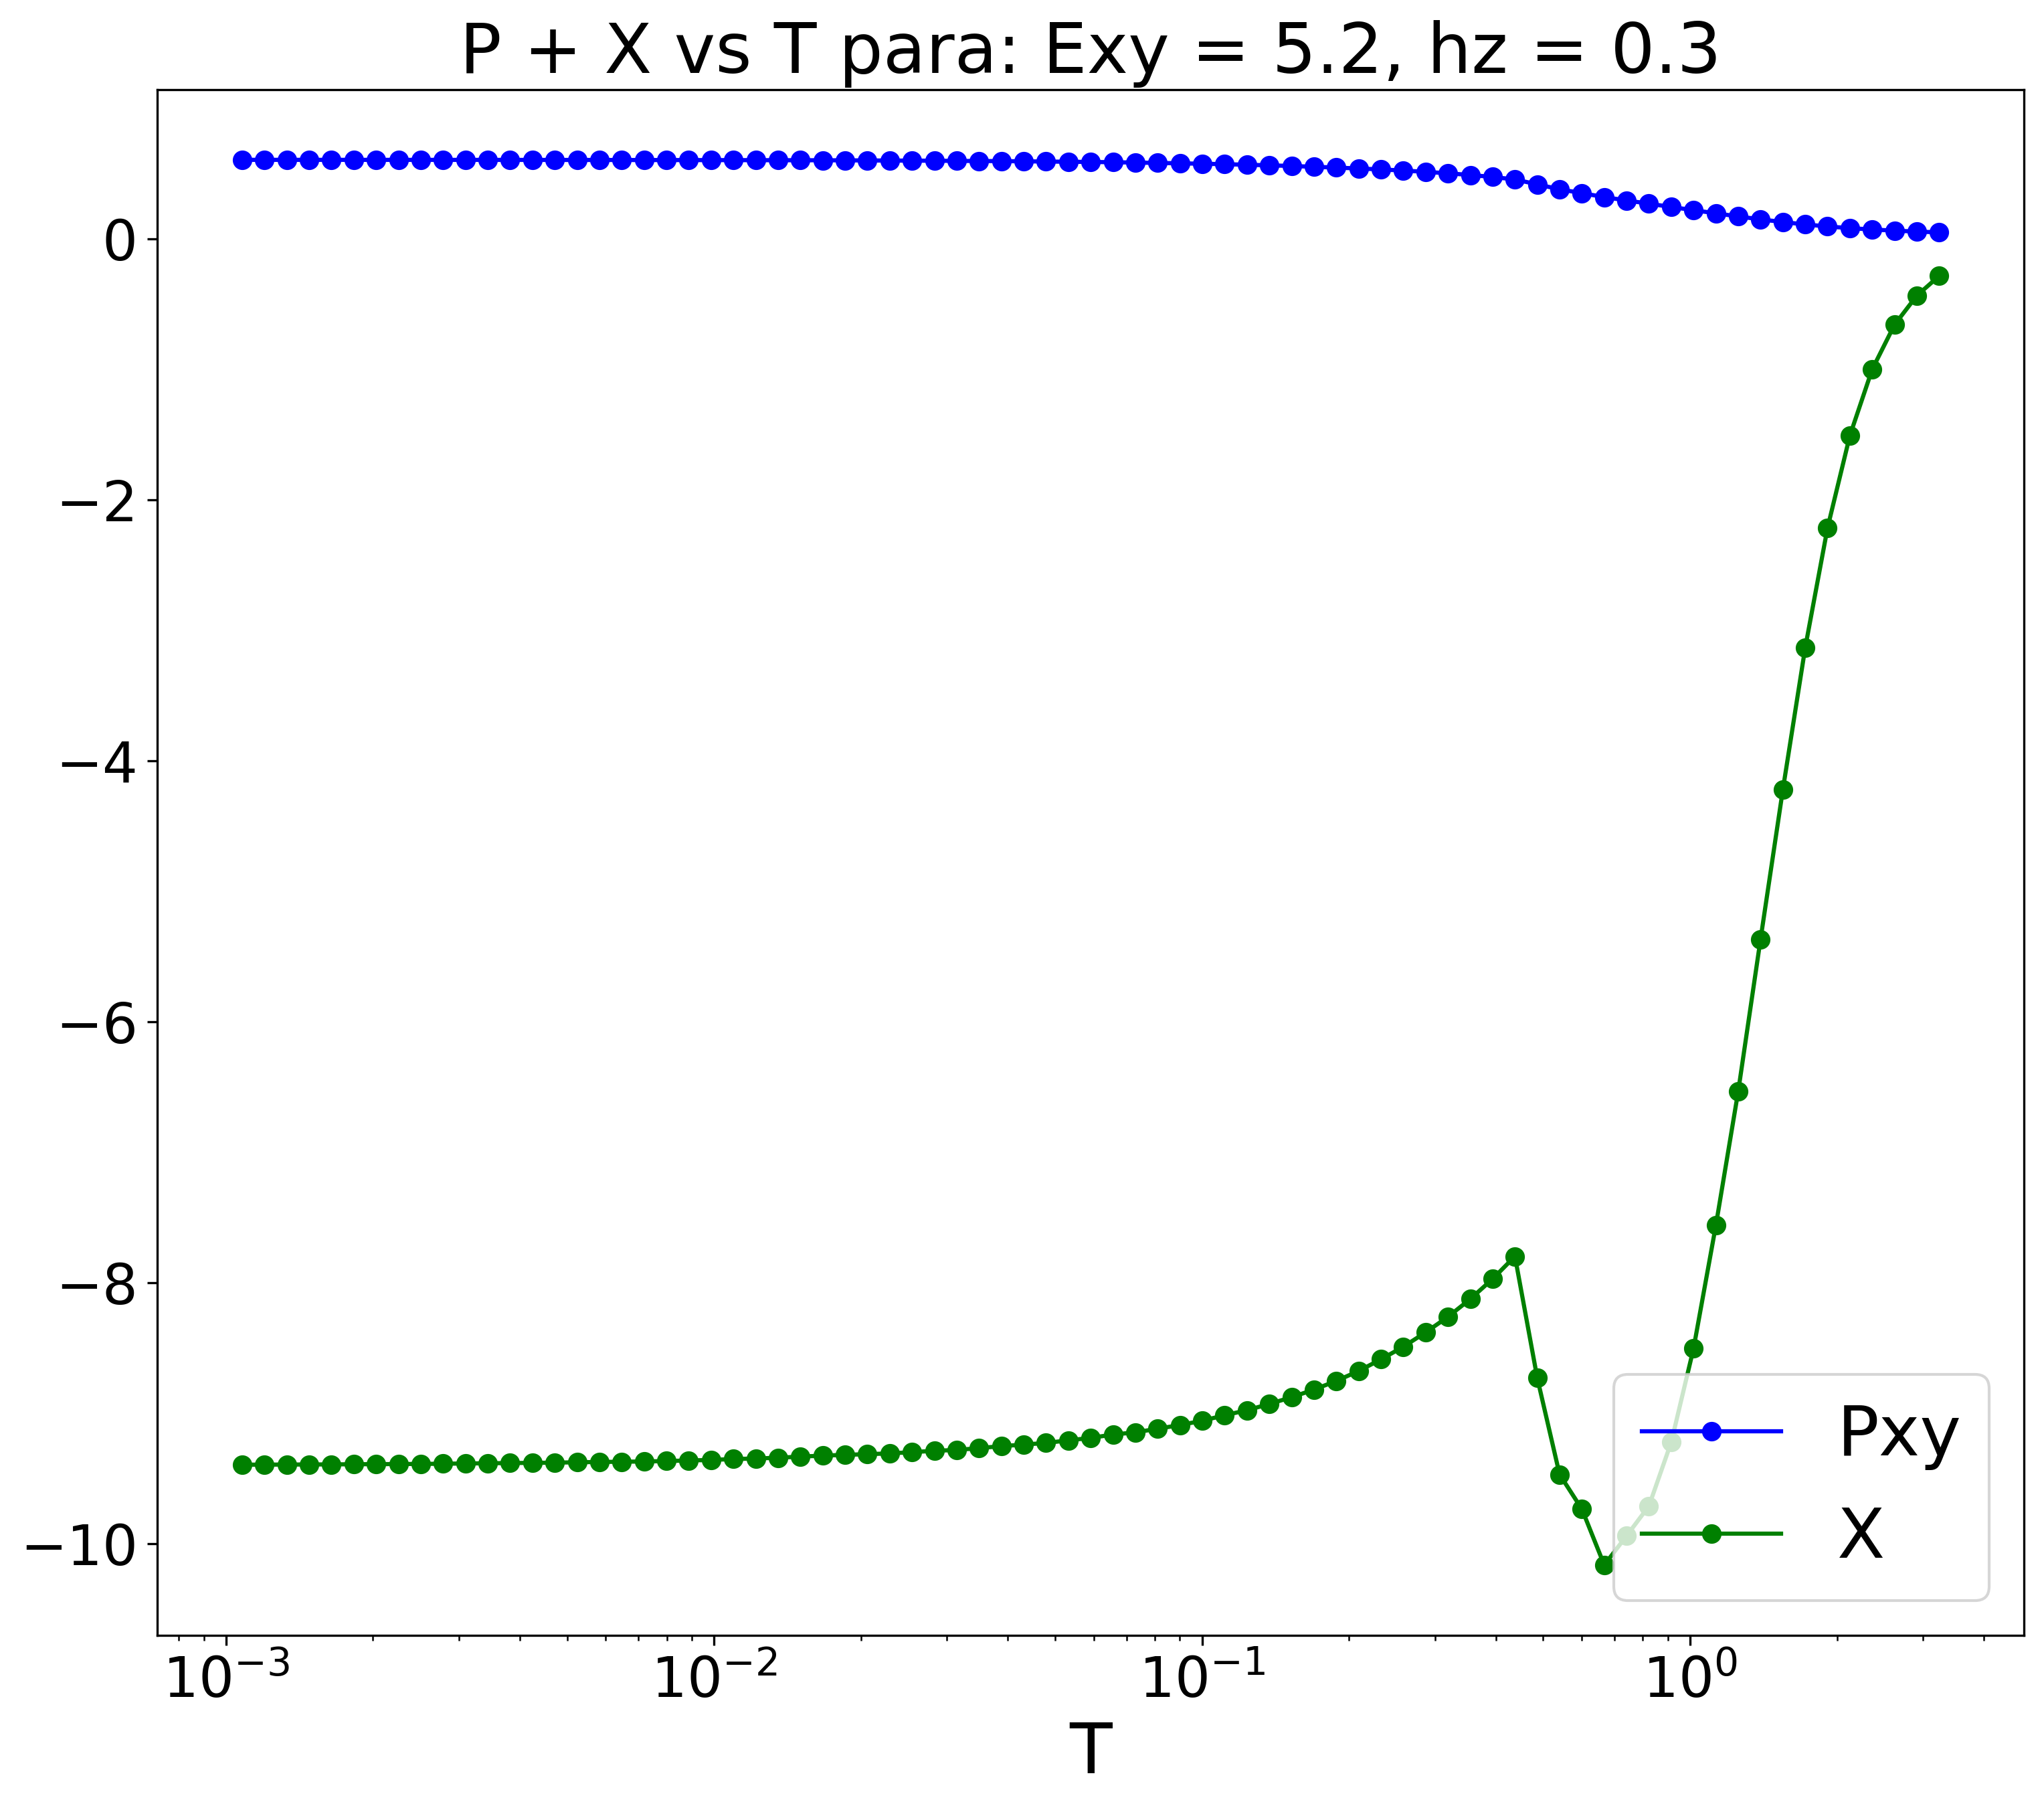 P + X vs T para: Exy = 5.2, hz = 0.3
0
−2
−4
−6
−8
−10
10⁻³ 10⁻² 10⁻¹ 10⁰
T
Pxy
X